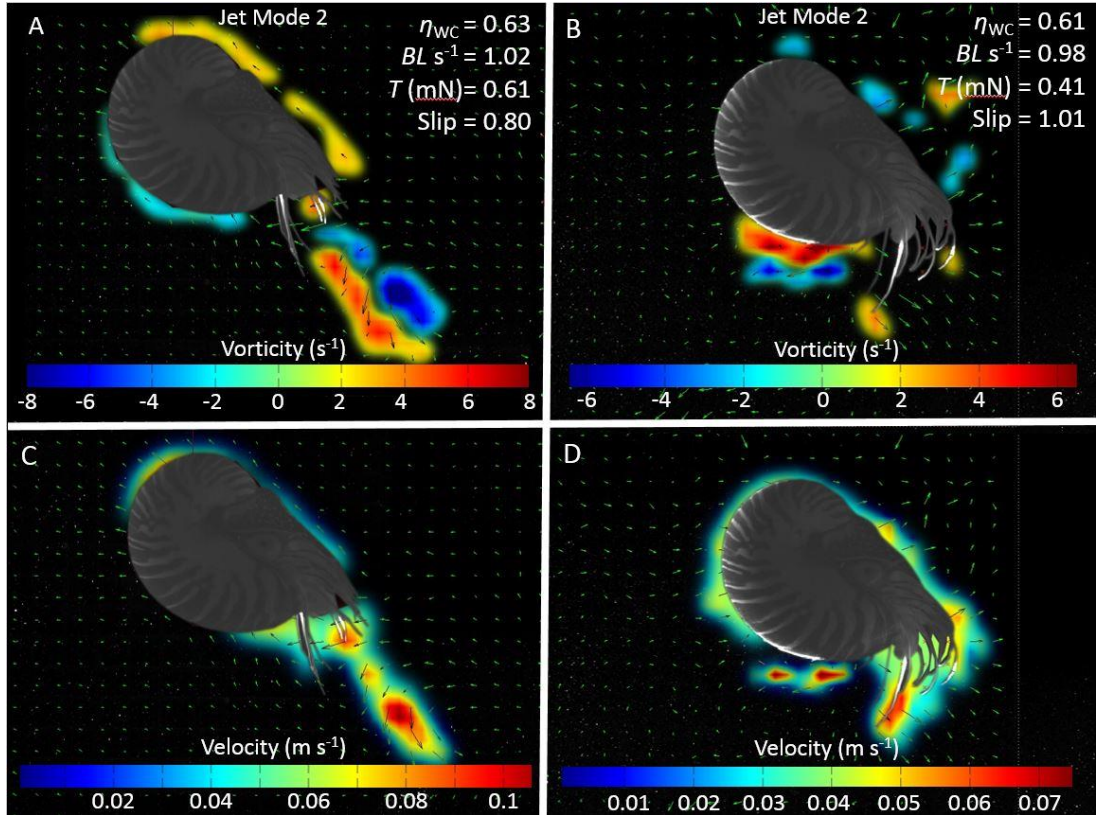 A
Jet Mode 2
ηWC = 0.63
BL s⁻¹ = 1.02
T (mN)= 0.61
Slip = 0.80
Vorticity (s⁻¹)
-8 -6 -4 -2 0 2 4 6 8
B
Jet Mode 2
ηWC = 0.61
BL s⁻¹ = 0.98
T (mN)= 0.41
Slip = 1.01
Vorticity (s⁻¹)
-6 -4 -2 0 2 4 6
C
Velocity (m s⁻¹)
0.02 0.04 0.06 0.08 0.1
D
Velocity (m s⁻¹)
0.01 0.02 0.03 0.04 0.05 0.06 0.07